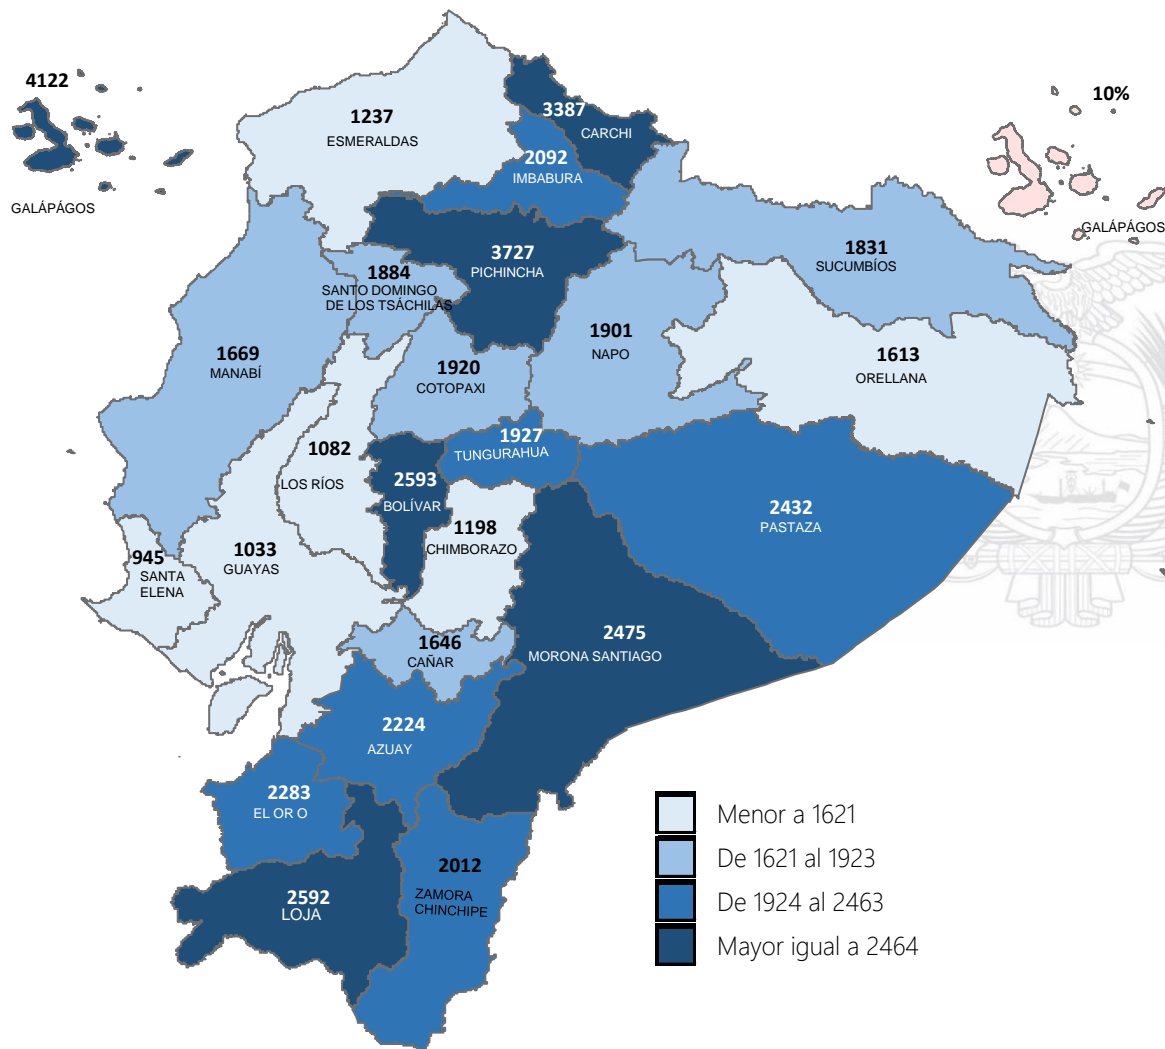 4122
GALÁPÁGOS
10%
GALÁPÁGOS
1237
ESMERALDAS
3387
CARCHI
2092
IMBABURA
3727
PICHINCHA
1831
SUCUMBÍOS
1884
SANTO DOMINGO
DE LOS TSÁCHILAS
1901
NAPO
1669
MANABÍ
1920
COTOPAXI
1613
ORELLANA
1927
TUNGURAHUA
1082
LOS RÍOS
2593
BOLÍVAR
2432
PASTAZA
1198
CHIMBORAZO
945
SANTA
ELENA
1033
GUAYAS
2475
MORONA SANTIAGO
1646
CAÑAR
2224
AZUAY
2283
EL OR O
2012
ZAMORA
CHINCHIPE
2592
LOJA
Menor a 1621
De 1621 al 1923
De 1924 al 2463
Mayor igual a 2464